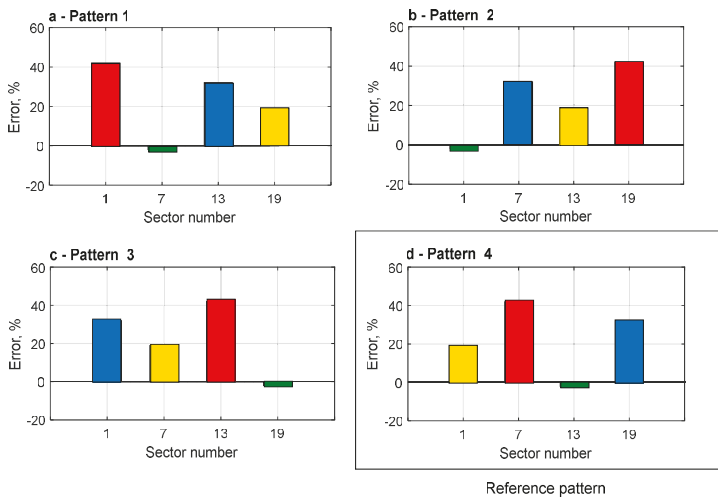 a - Pattern 1
60
40
20
0
-20
Error, %
1 7 13 19
Sector number
b - Pattern 2
60
40
20
0
-20
Error, %
1 7 13 19
Sector number
c - Pattern 3
60
40
20
0
-20
Error, %
1 7 13 19
Sector number
d - Pattern 4
60
40
20
0
-20
Error, %
1 7 13 19
Sector number
Reference pattern